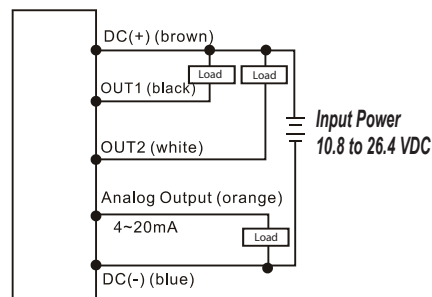 DC(+) (brown)
Load
Load
OUT1 (black)
Input Power
10.8 to 26.4 VDC
OUT2 (white)
Analog Output (orange)
4~20mA
Load
DC(-) (blue)